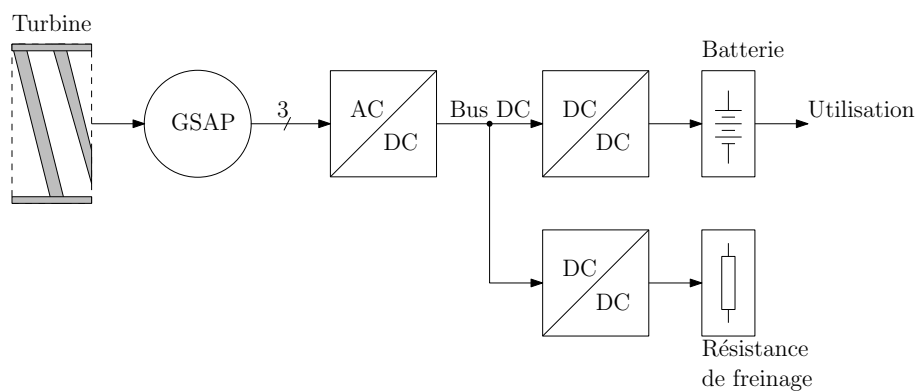 Turbine
GSAP
3
AC
DC
Bus DC
DC
DC
Batterie
Utilisation
DC
DC
Résistance
de freinage